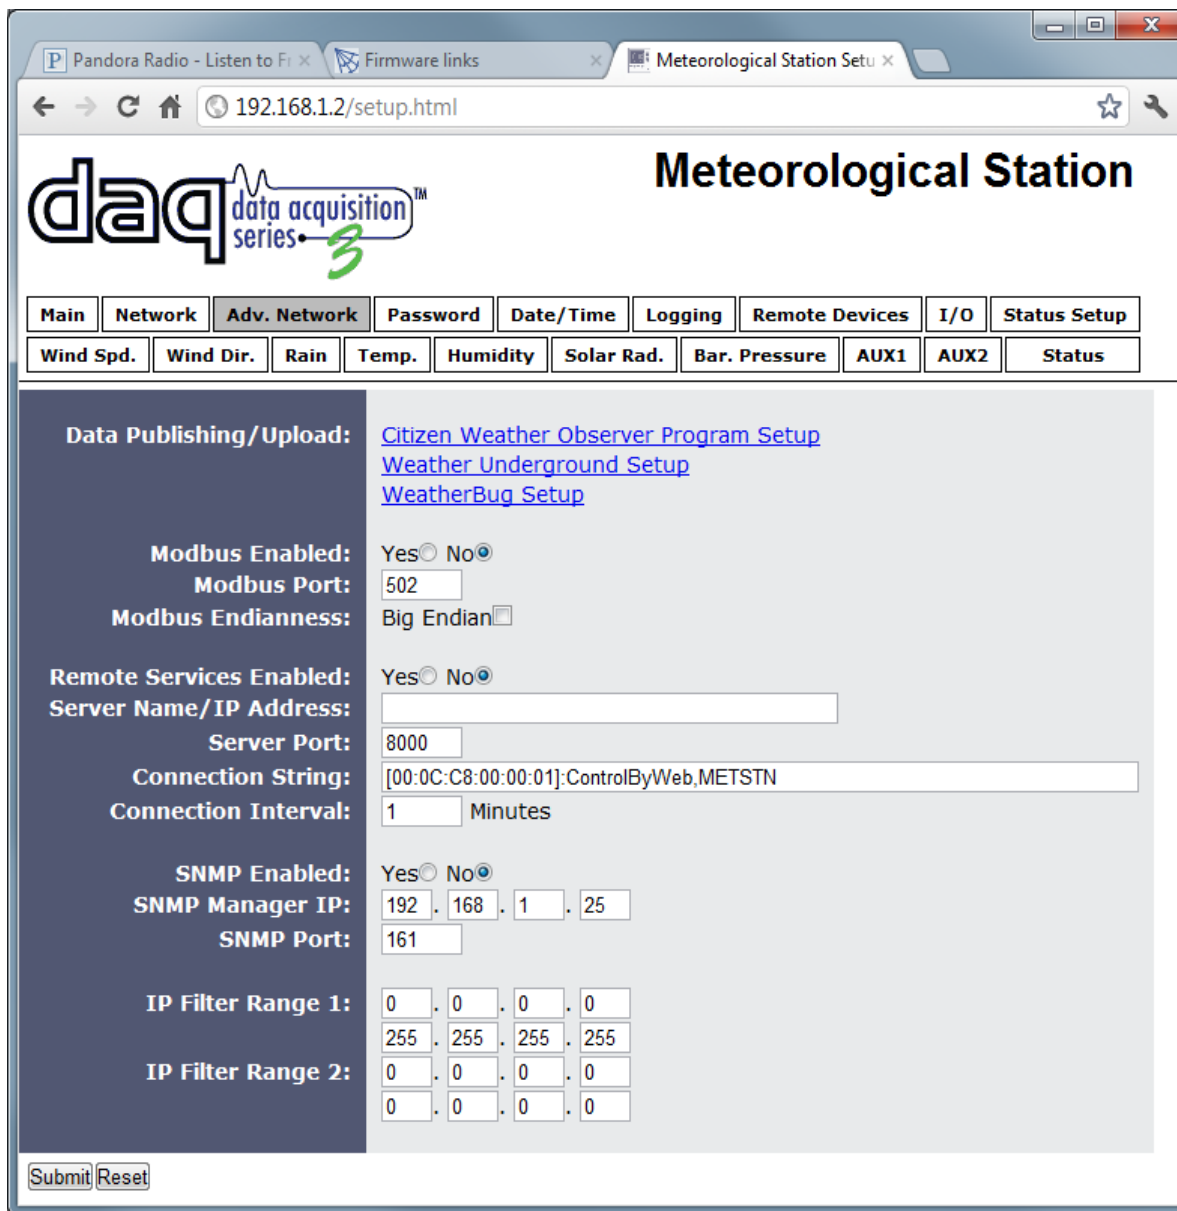 Pandora Radio - Listen to Fr
Firmware links
Meteorological Station Setu
192.168.1.2/setup.html
daq data acquisition series 3 TM
Meteorological Station
Main Network Adv. Network Password Date/Time Logging Remote Devices I/O Status Setup
Wind Spd. Wind Dir. Rain Temp. Humidity Solar Rad. Bar. Pressure AUX1 AUX2 Status
Data Publishing/Upload: Citizen Weather Observer Program Setup
Weather Underground Setup
WeatherBug Setup
Modbus Enabled: Yes No
Modbus Port: 502
Modbus Endianness: Big Endian
Remote Services Enabled: Yes No
Server Name/IP Address:
Server Port: 8000
Connection String: [00:0C:C8:00:00:01]:ControlByWeb,METSTN
Connection Interval: 1 Minutes
SNMP Enabled: Yes No
SNMP Manager IP: 192 . 168 . 1 . 25
SNMP Port: 161
IP Filter Range 1: 0 . 0 . 0 . 0
255 . 255 . 255 . 255
IP Filter Range 2: 0 . 0 . 0 . 0
0 . 0 . 0 . 0
Submit Reset